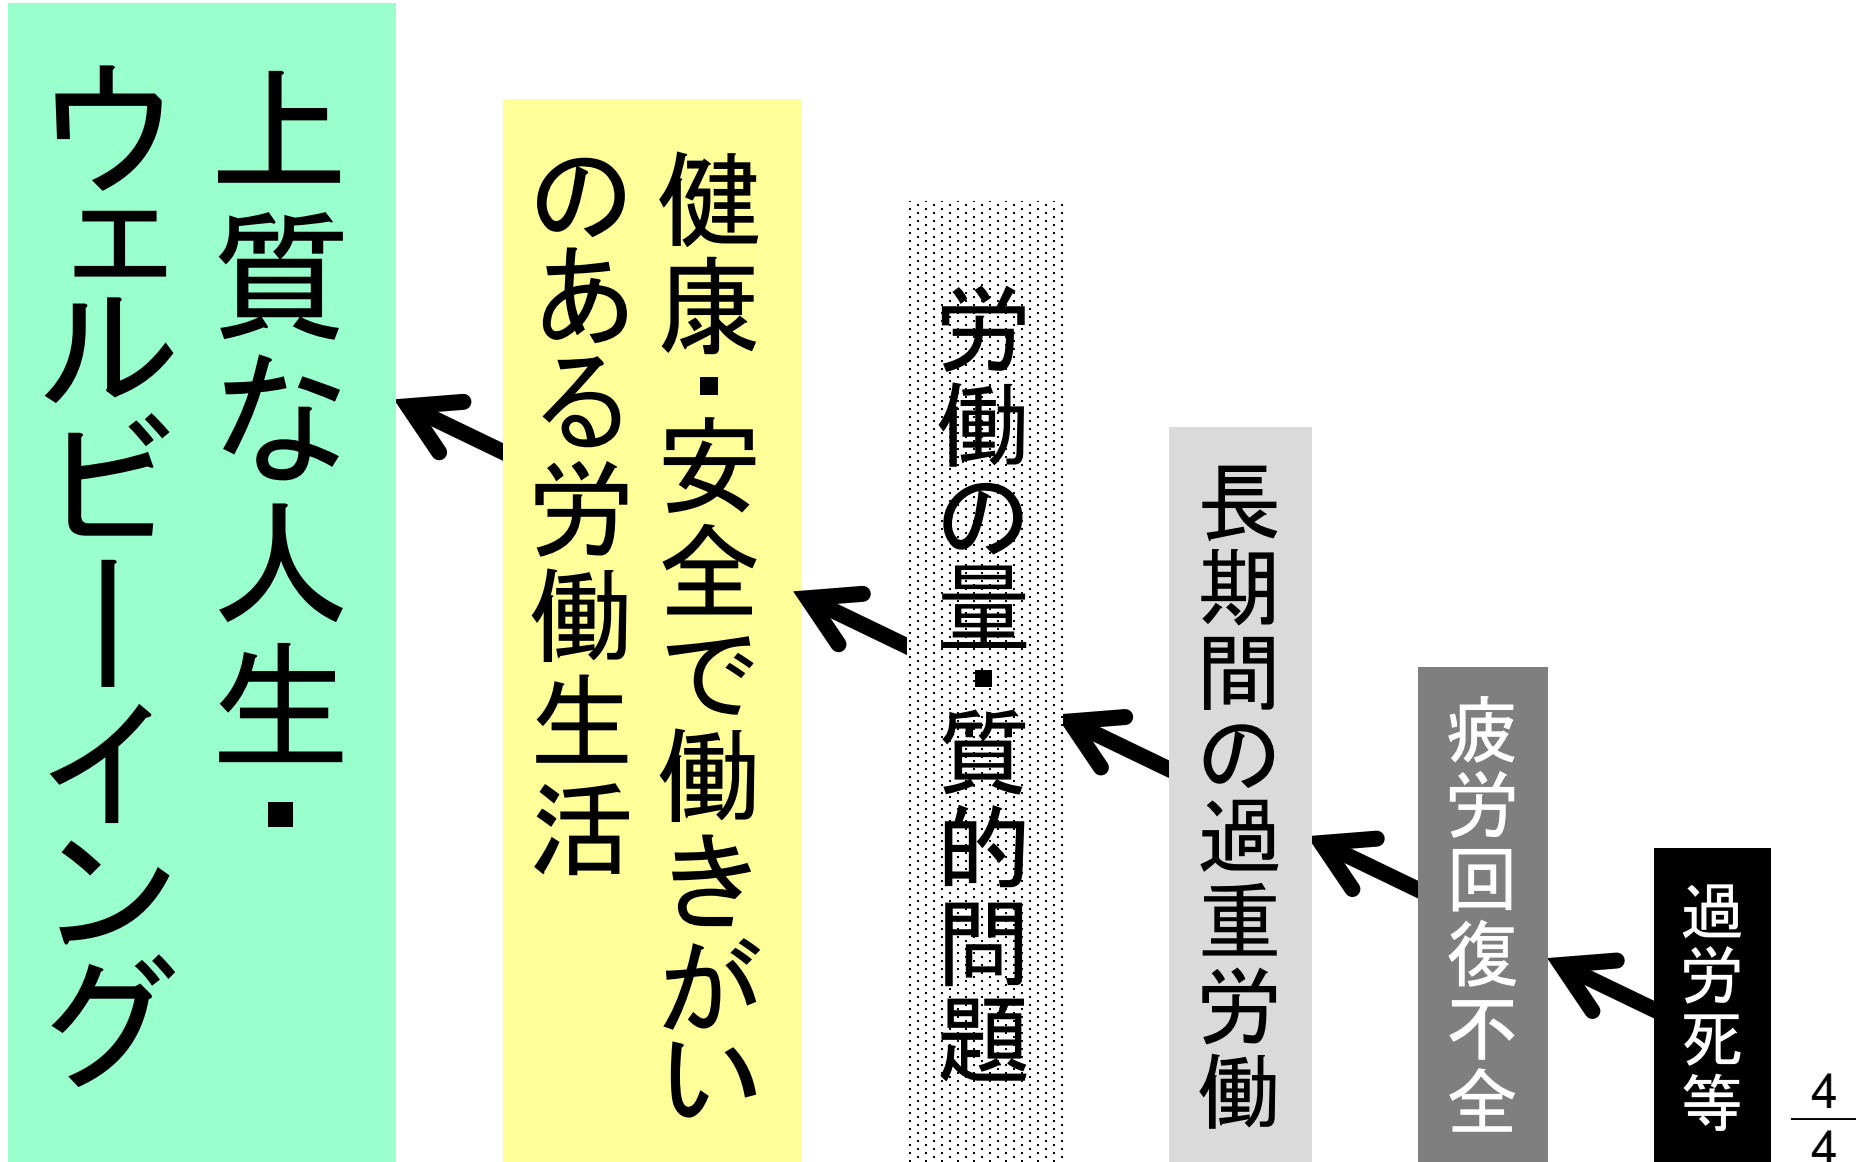 上質な人生・
ウェルビーイング
健康・安全で働きがい
のある労働生活
労働の量・質的問題
長期間の過重労働
疲労回復不全
過労死等
4
4